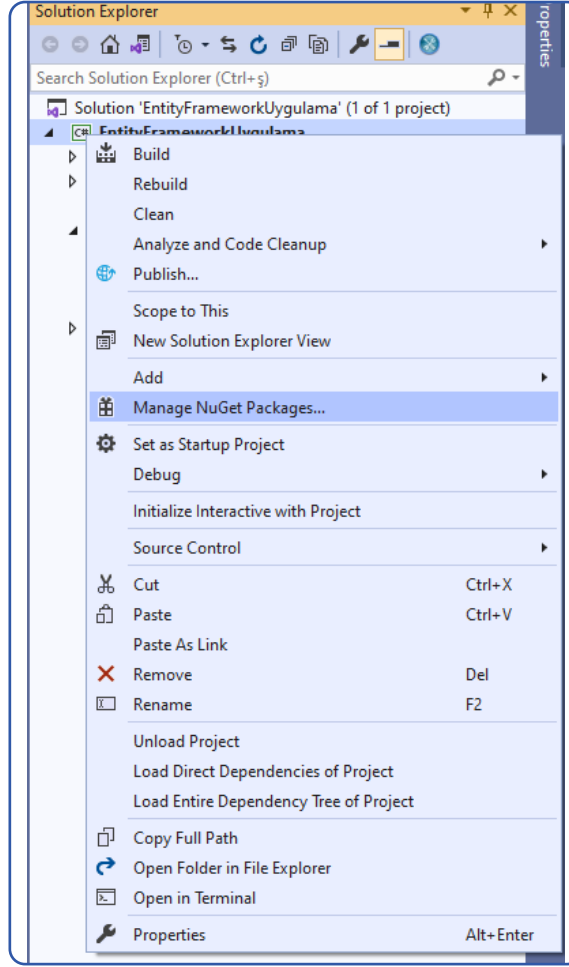 Solution Explorer
Properties
Search Solution Explorer (Ctrl+ş)
Solution 'EntityFrameworkUygulama' (1 of 1 project)
C# EntityFrameworkUygulama
Build
Rebuild
Clean
Analyze and Code Cleanup
Publish...
Scope to This
New Solution Explorer View
Add
Manage NuGet Packages...
Set as Startup Project
Debug
Initialize Interactive with Project
Source Control
Cut Ctrl+X
Paste Ctrl+V
Paste As Link
Remove Del
Rename F2
Unload Project
Load Direct Dependencies of Project
Load Entire Dependency Tree of Project
Copy Full Path
Open Folder in File Explorer
Open in Terminal
Properties Alt+Enter